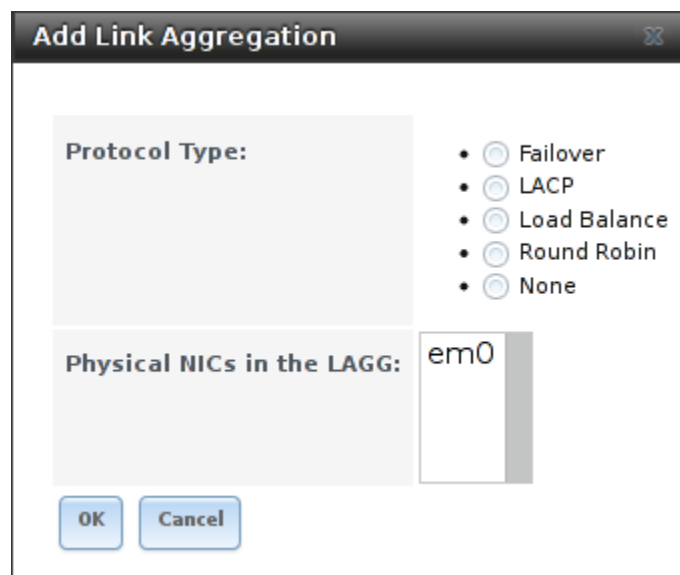 Add Link Aggregation
Protocol Type:
Failover
LACP
Load Balance
Round Robin
None
Physical NICs in the LAGG:
em0
OK
Cancel